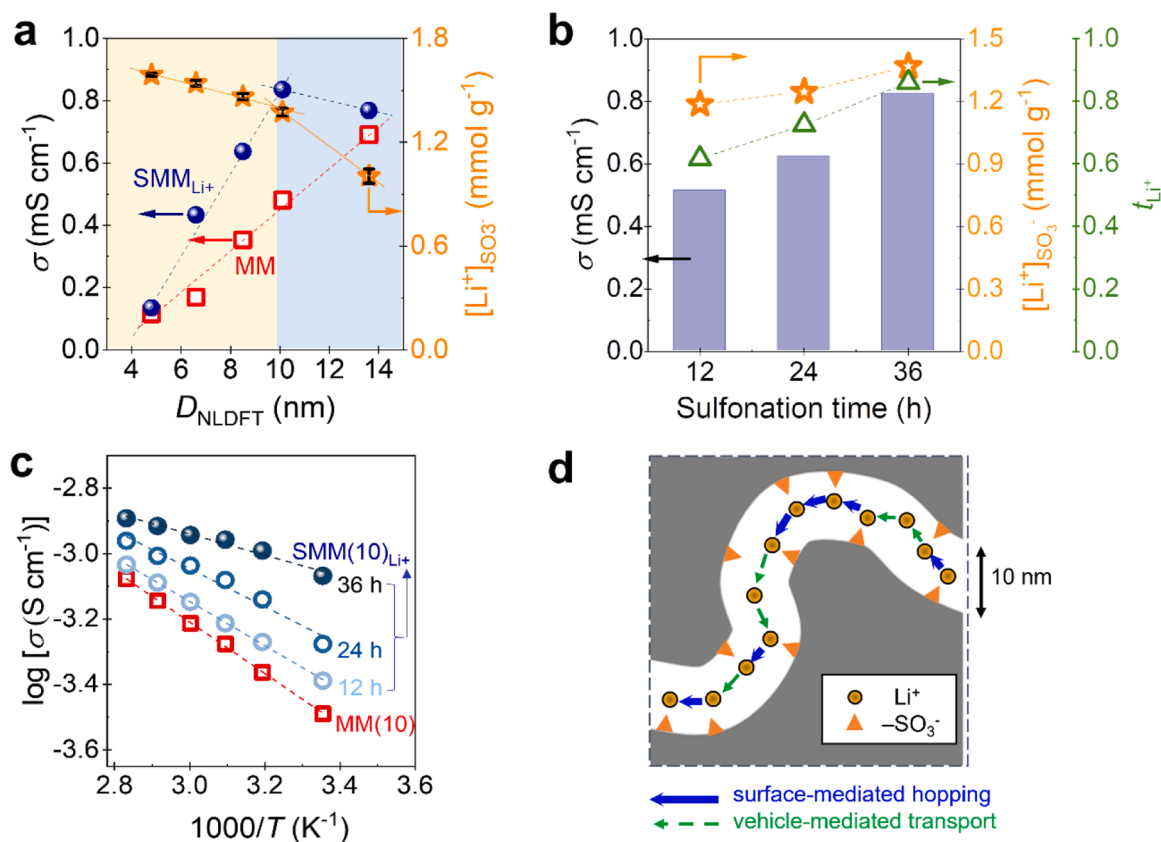 a
σ (mS cm⁻¹)
1.0
0.8
0.6
0.4
0.2
0.0
SMM_Li+
MM
1.8
1.2
0.6
0.0
[Li⁺]_SO3⁻ (mmol g⁻¹)
4 6 8 10 12 14
D_NLDFT (nm)
b
σ (mS cm⁻¹)
1.0
0.8
0.6
0.4
0.2
0.0
1.5
1.2
0.9
0.6
0.3
0.0
[Li⁺]_SO₃⁻ (mmol g⁻¹)
1.0
0.8
0.6
0.4
0.2
0.0
t_Li⁺
12 24 36
Sulfonation time (h)
c
log [σ (S cm⁻¹)]
-2.8
-3.0
-3.2
-3.4
-3.6
SMM(10)_Li+
36 h
24 h
12 h
MM(10)
2.8 3.0 3.2 3.4 3.6
1000/T (K⁻¹)
d
10 nm
Li⁺
–SO₃⁻
surface-mediated hopping
vehicle-mediated transport